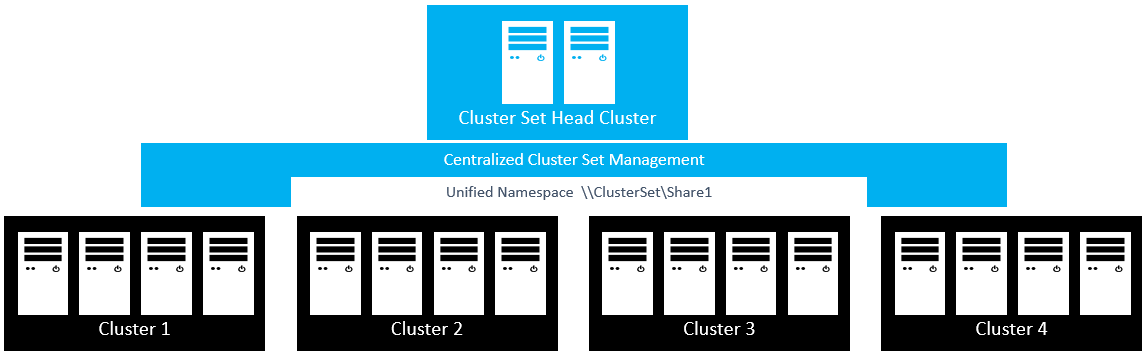 Cluster Set Head Cluster
Centralized Cluster Set Management
Unified Namespace  \\ClusterSet\Share1
Cluster 1
Cluster 2
Cluster 3
Cluster 4